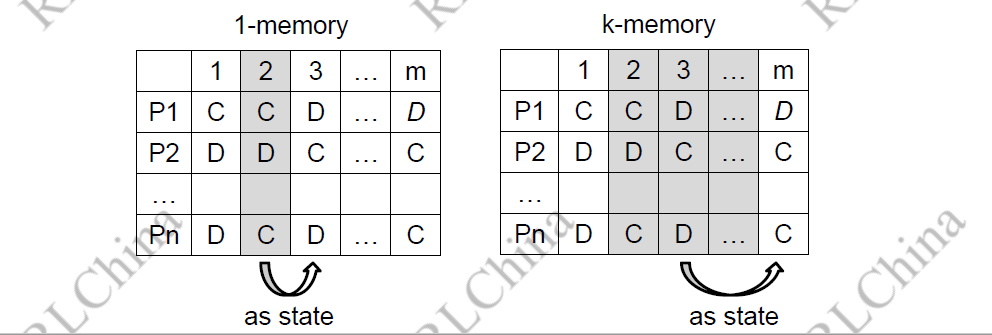 1-memory
1 2 3 ... m
P1 C C D ... D
P2 D D C ... C
...
Pn D C D ... C
as state
k-memory
1 2 3 ... m
P1 C C D ... D
P2 D D C ... C
...
Pn D C D ... C
as state
RLChina
RLChina
RLChina